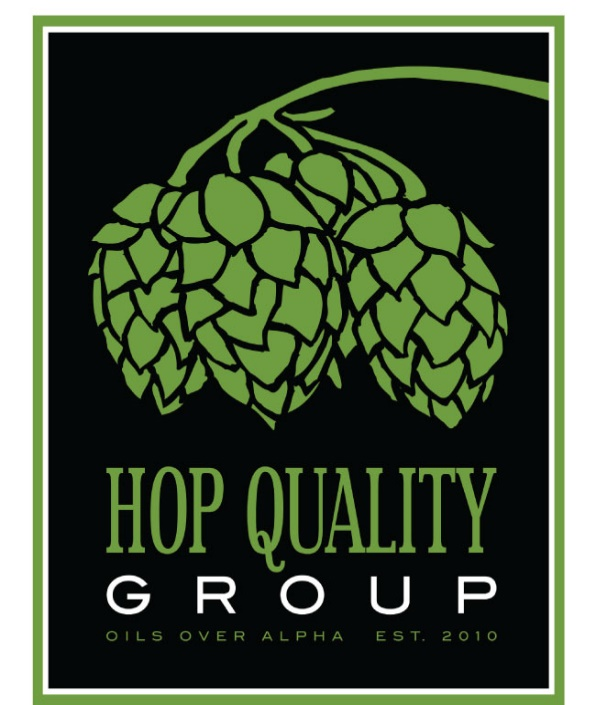 HOP QUALITY
GROUP
OILS OVER ALPHA EST. 2010